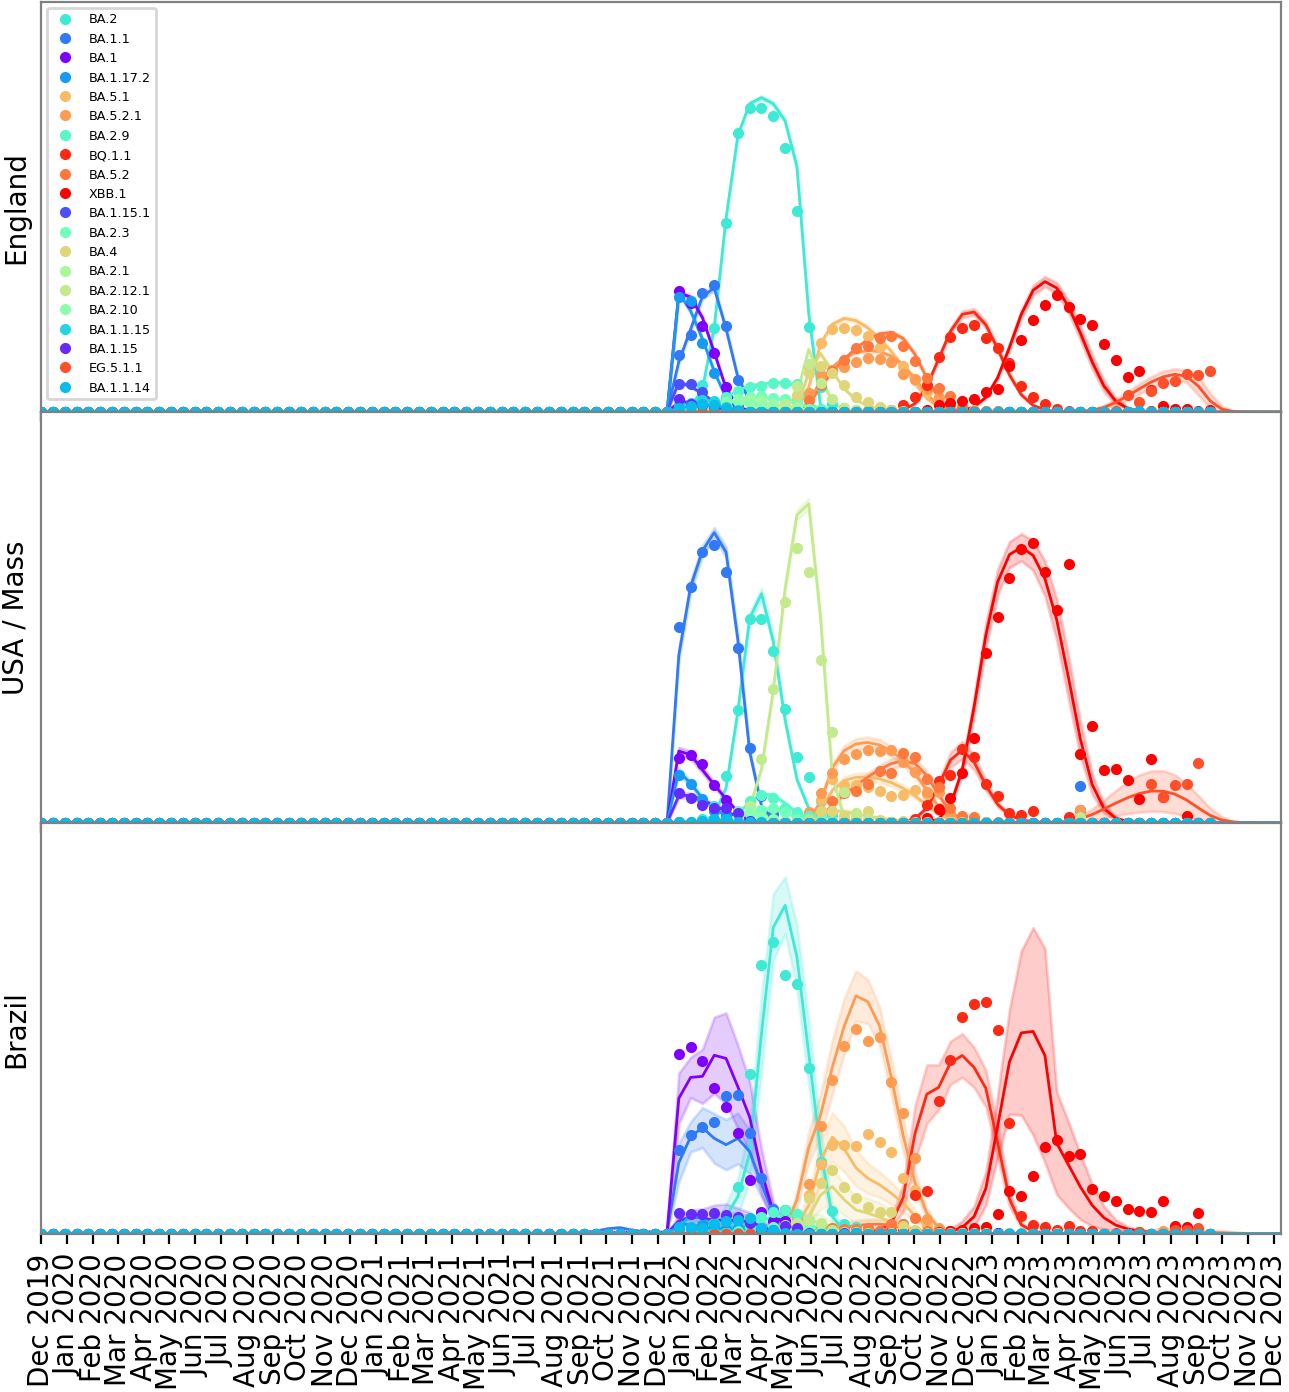 BA.2
BA.1.1
BA.1
BA.1.17.2
BA.5.1
BA.5.2.1
BA.2.9
BQ.1.1
BA.5.2
XBB.1
BA.1.15.1
BA.2.3
BA.4
BA.2.1
BA.2.12.1
BA.2.10
BA.1.1.15
BA.1.15
EG.5.1.1
BA.1.1.14
England
USA / Mass
Brazil
Dec 2019
Jan 2020
Feb 2020
Mar 2020
Apr 2020
May 2020
Jun 2020
Jul 2020
Aug 2020
Sep 2020
Oct 2020
Nov 2020
Dec 2020
Jan 2021
Feb 2021
Mar 2021
Apr 2021
May 2021
Jun 2021
Jul 2021
Aug 2021
Sep 2021
Oct 2021
Nov 2021
Dec 2021
Jan 2022
Feb 2022
Mar 2022
Apr 2022
May 2022
Jun 2022
Jul 2022
Aug 2022
Sep 2022
Oct 2022
Nov 2022
Dec 2022
Jan 2023
Feb 2023
Mar 2023
Apr 2023
May 2023
Jun 2023
Jul 2023
Aug 2023
Sep 2023
Oct 2023
Nov 2023
Dec 2023